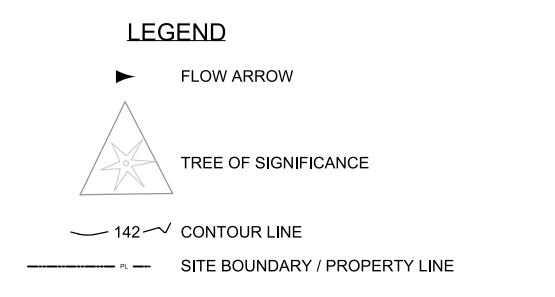 LEGEND
FLOW ARROW
TREE OF SIGNIFICANCE
142 CONTOUR LINE
PL SITE BOUNDARY / PROPERTY LINE